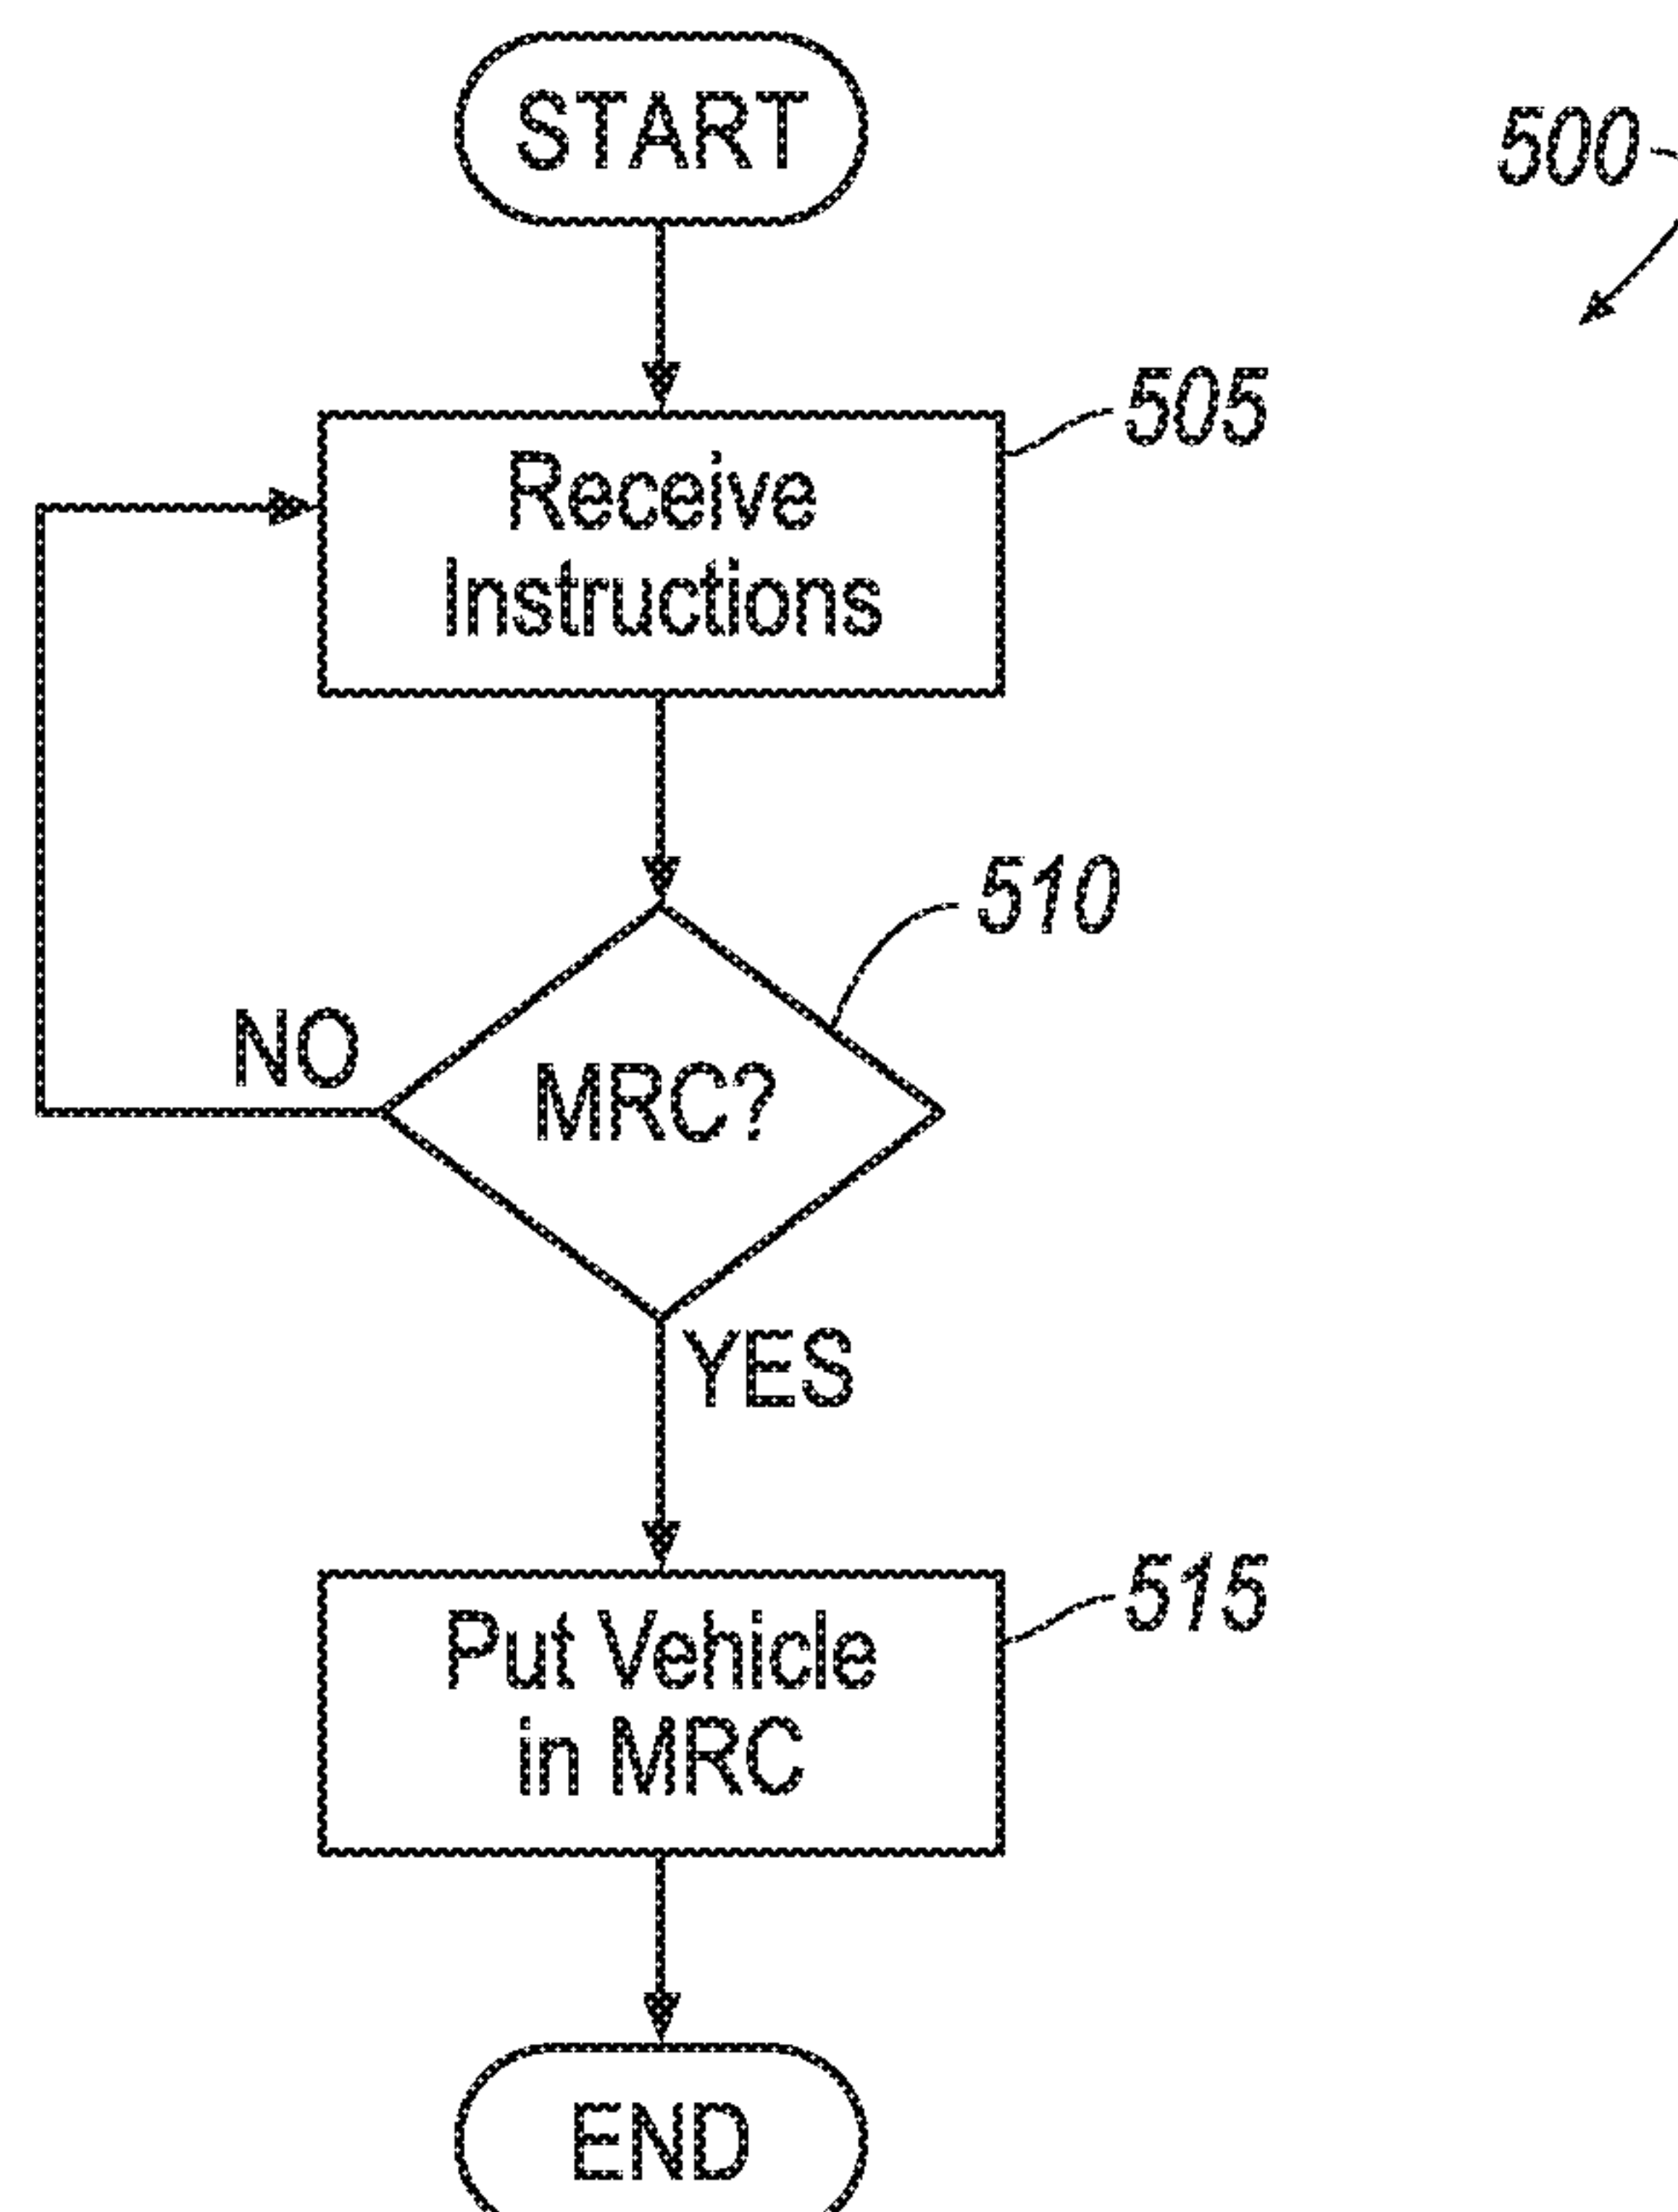 START
500
505
Receive
Instructions
510
NO
MRC?
YES
515
Put Vehicle
in MRC
END